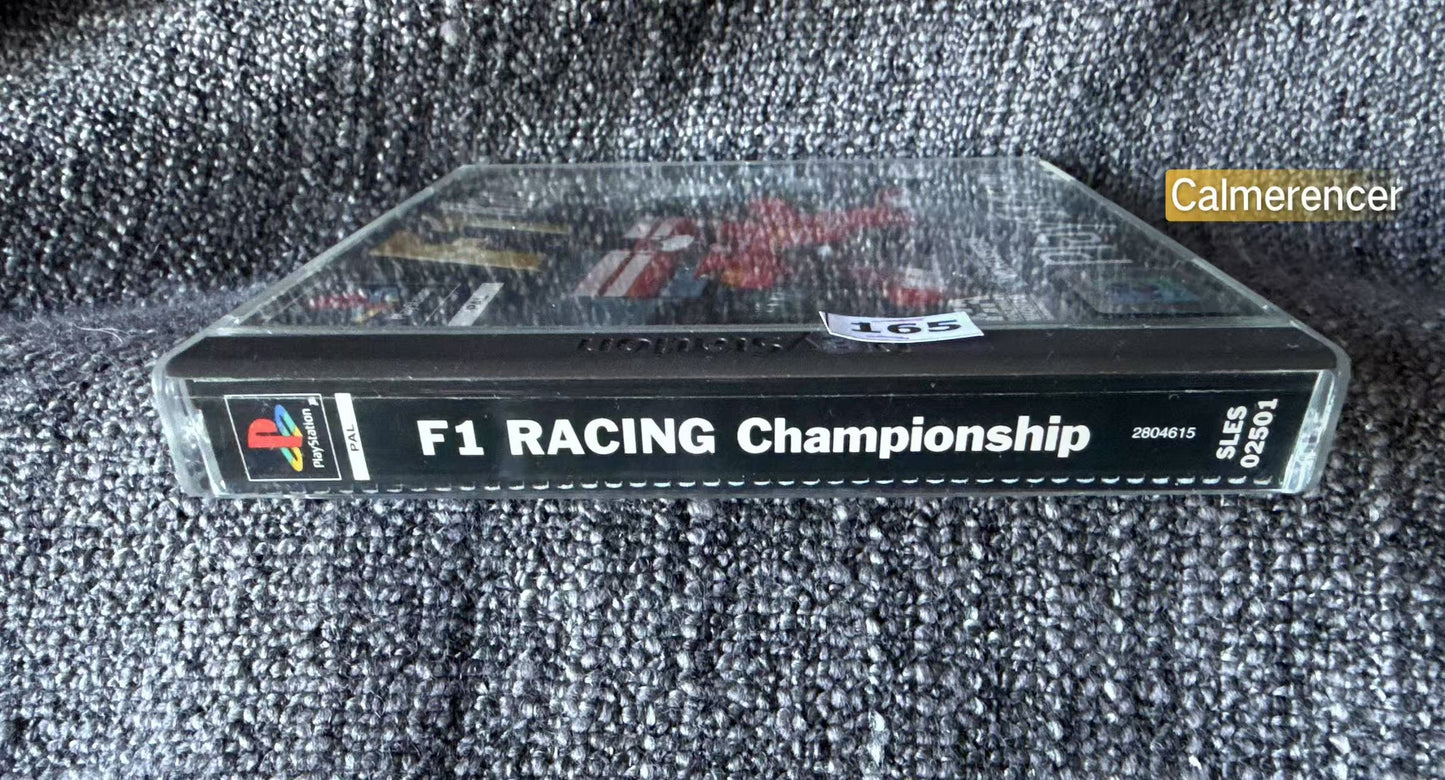 Calmerencer
165
PlayStation
PAL
F1 RACING Championship
2804615
SLES
02501